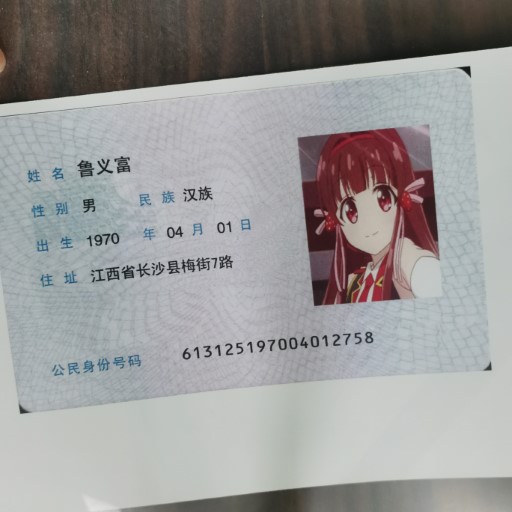 姓名 鲁义富
性别 男 民族 汉族
出生 1970 年 04 月 01 日
住址 江西省长沙县梅街7路
公民身份号码 613125197004012758